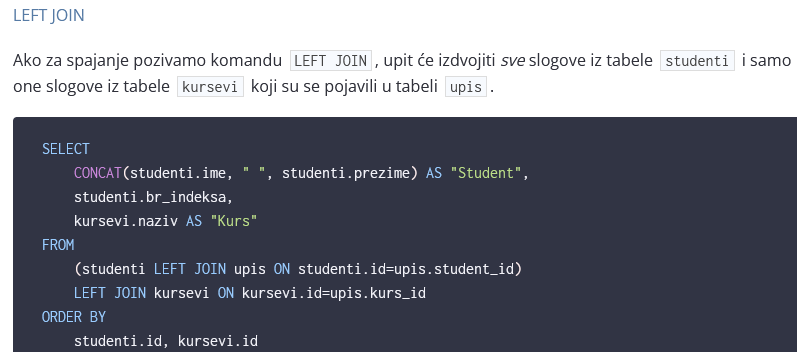 LEFT JOIN
Ako za spajanje pozivamo komandu LEFT JOIN, upit će izdvojiti sve slogove iz tabele studenti i samo
one slogove iz tabele kursevi koji su se pojavili u tabeli upis.
SELECT
    CONCAT(studenti.ime, " ", studenti.prezime) AS "Student",
    studenti.br_indeksa,
    kursevi.naziv AS "Kurs"
FROM
    (studenti LEFT JOIN upis ON studenti.id=upis.student_id)
    LEFT JOIN kursevi ON kursevi.id=upis.kurs_id
ORDER BY
    studenti.id, kursevi.id